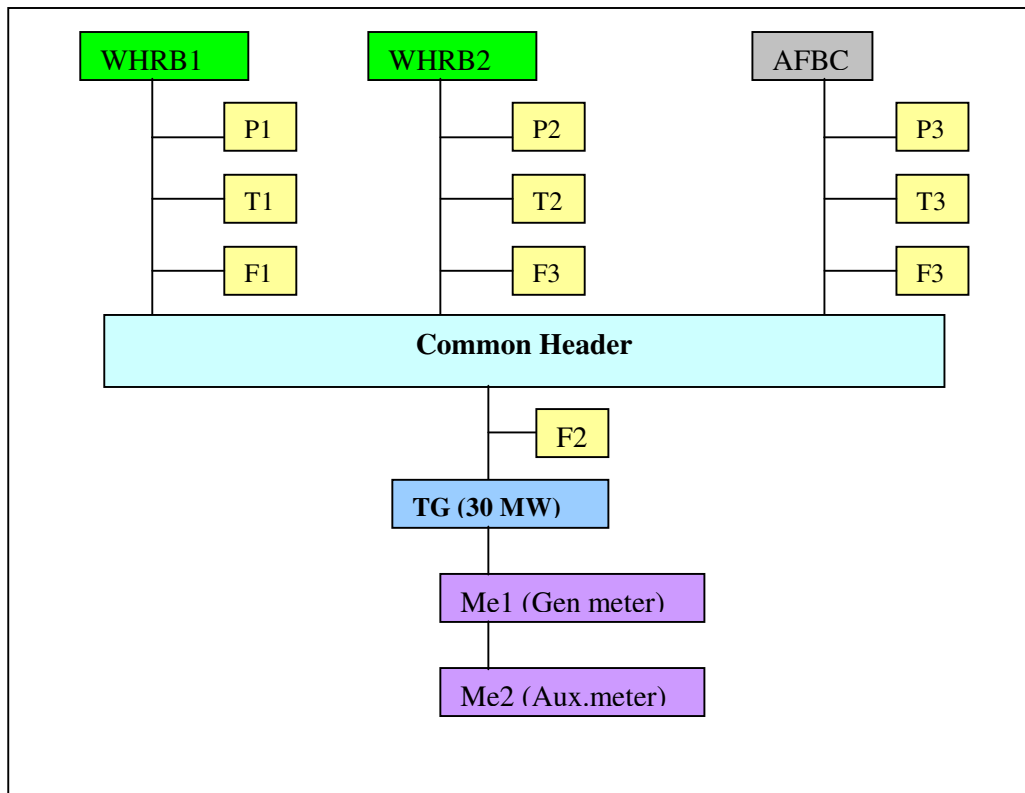 WHRB1
WHRB2
AFBC
P1
P2
P3
T1
T2
T3
F1
F3
F3
Common Header
F2
TG (30 MW)
Me1 (Gen meter)
Me2 (Aux.meter)